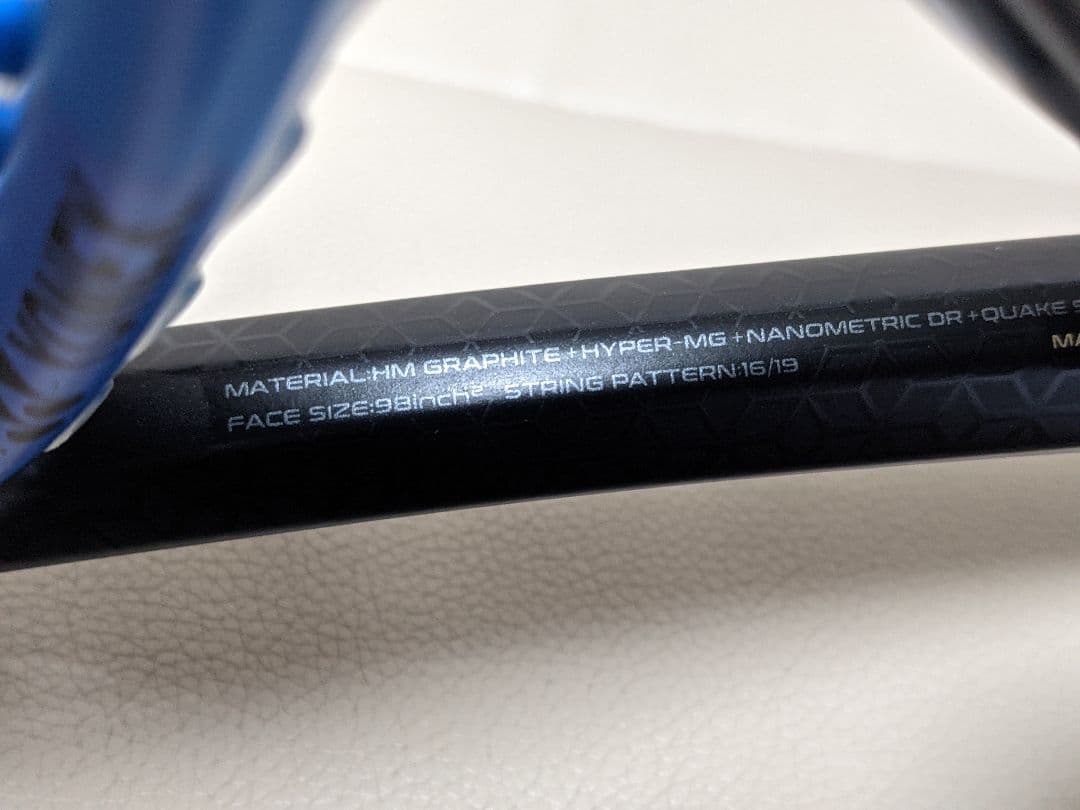 MATERIAL:HM GRAPHITE+HYPER-MG+NANOMETRIC DR+QUAKE
FACE SIZE:98inch² STRING PATTERN:16/19